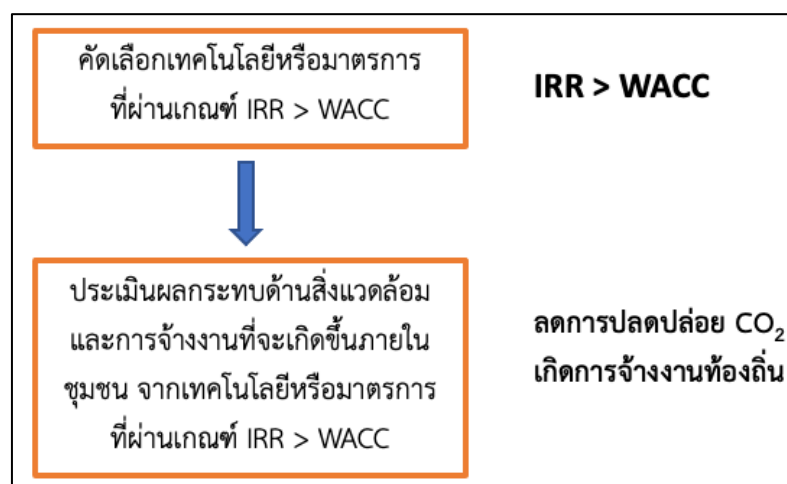 คัดเลือกเทคโนโลยีหรือมาตรการ
ที่ผ่านเกณฑ์ IRR > WACC
IRR > WACC
ประเมินผลกระทบด้านสิ่งแวดล้อม
และการจ้างงานที่จะเกิดขึ้นภายใน
ชุมชน จากเทคโนโลยีหรือมาตรการ
ที่ผ่านเกณฑ์ IRR > WACC
ลดการปลดปล่อย CO₂
เกิดการจ้างงานท้องถิ่น